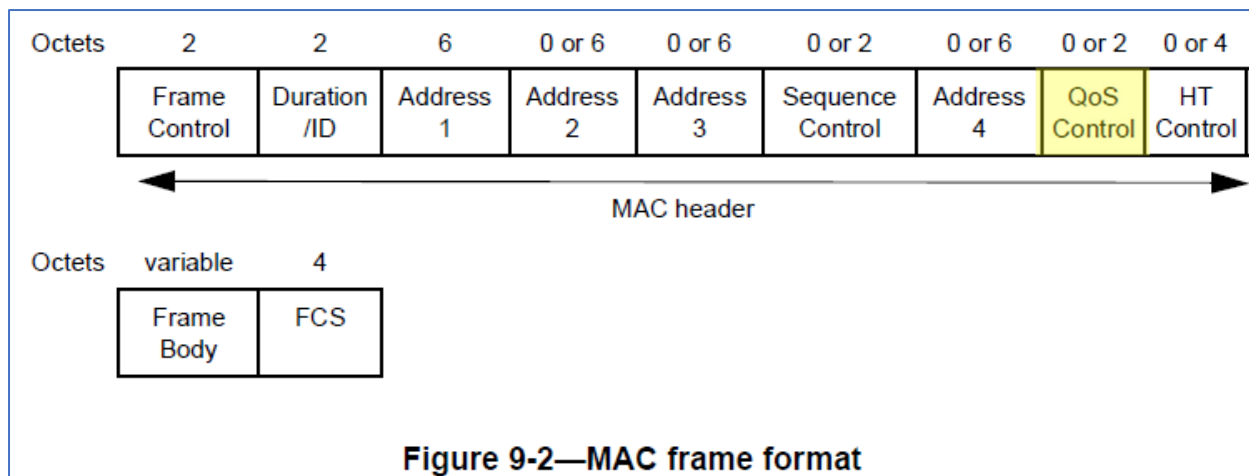 Octets 2 2 6 0 or 6 0 or 6 0 or 2 0 or 6 0 or 2 0 or 4
Frame Duration Address Address Address Sequence Address QoS HT
Control /ID 1 2 3 Control 4 Control Control
MAC header
Octets variable 4
Frame FCS
Body
Figure 9-2—MAC frame format